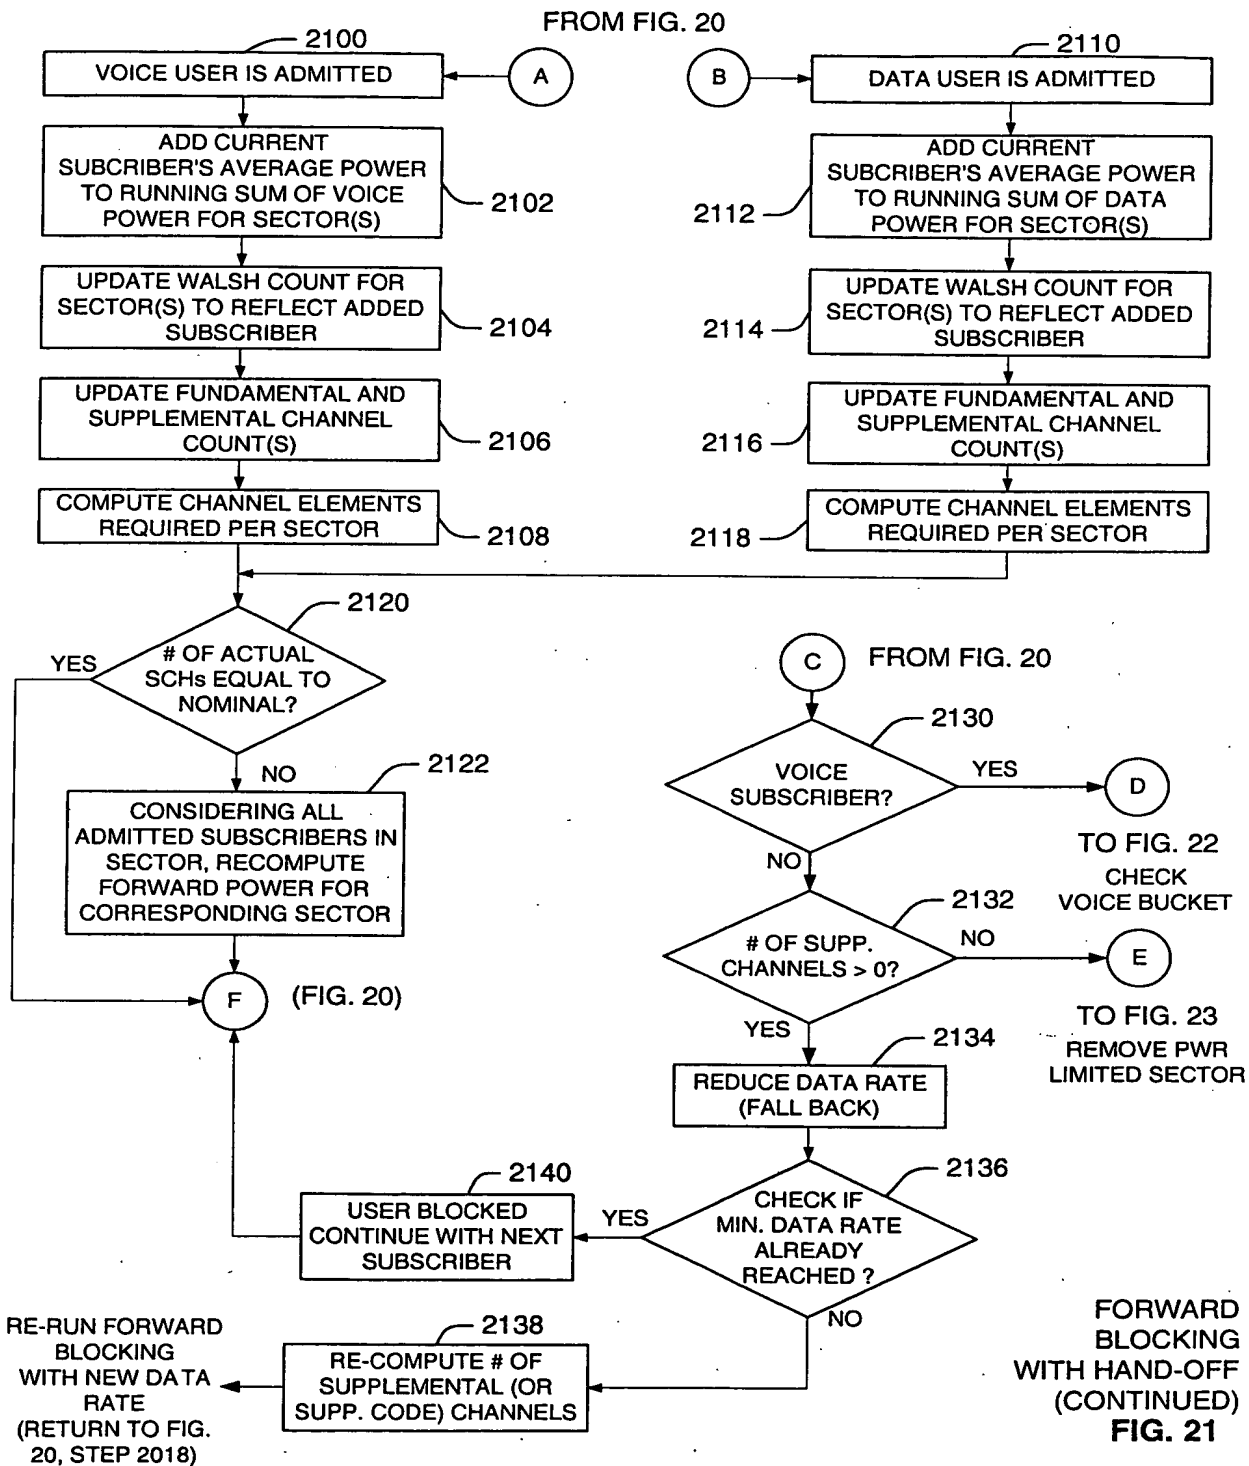 FROM FIG. 20
2100
VOICE USER IS ADMITTED
A
ADD CURRENT
SUBCRIBER'S AVERAGE POWER
TO RUNNING SUM OF VOICE
POWER FOR SECTOR(S)
2102
UPDATE WALSH COUNT FOR
SECTOR(S) TO REFLECT ADDED
SUBSCRIBER
2104
UPDATE FUNDAMENTAL AND
SUPPLEMENTAL CHANNEL
COUNT(S)
2106
COMPUTE CHANNEL ELEMENTS
REQUIRED PER SECTOR
2108
B
2110
DATA USER IS ADMITTED
ADD CURRENT
SUBCRIBER'S AVERAGE POWER
TO RUNNING SUM OF DATA
POWER FOR SECTOR(S)
2112
UPDATE WALSH COUNT FOR
SECTOR(S) TO REFLECT ADDED
SUBSCRIBER
2114
UPDATE FUNDAMENTAL AND
SUPPLEMENTAL CHANNEL
COUNT(S)
2116
COMPUTE CHANNEL ELEMENTS
REQUIRED PER SECTOR
2118
2120
# OF ACTUAL
SCHs EQUAL TO
NOMINAL?
YES
NO
2122
CONSIDERING ALL
ADMITTED SUBSCRIBERS IN
SECTOR, RECOMPUTE
FORWARD POWER FOR
CORRESPONDING SECTOR
F
(FIG. 20)
C
FROM FIG. 20
2130
VOICE
SUBSCRIBER?
YES
D
TO FIG. 22
CHECK
VOICE BUCKET
NO
2132
# OF SUPP.
CHANNELS > 0?
NO
E
TO FIG. 23
REMOVE PWR
LIMITED SECTOR
YES
2134
REDUCE DATA RATE
(FALL BACK)
2136
CHECK IF
MIN. DATA RATE
ALREADY
REACHED ?
YES
2140
USER BLOCKED
CONTINUE WITH NEXT
SUBSCRIBER
NO
2138
RE-COMPUTE # OF
SUPPLEMENTAL (OR
SUPP. CODE) CHANNELS
RE-RUN FORWARD
BLOCKING
WITH NEW DATA
RATE
(RETURN TO FIG.
20, STEP 2018)
FORWARD
BLOCKING
WITH HAND-OFF
(CONTINUED)
FIG. 21